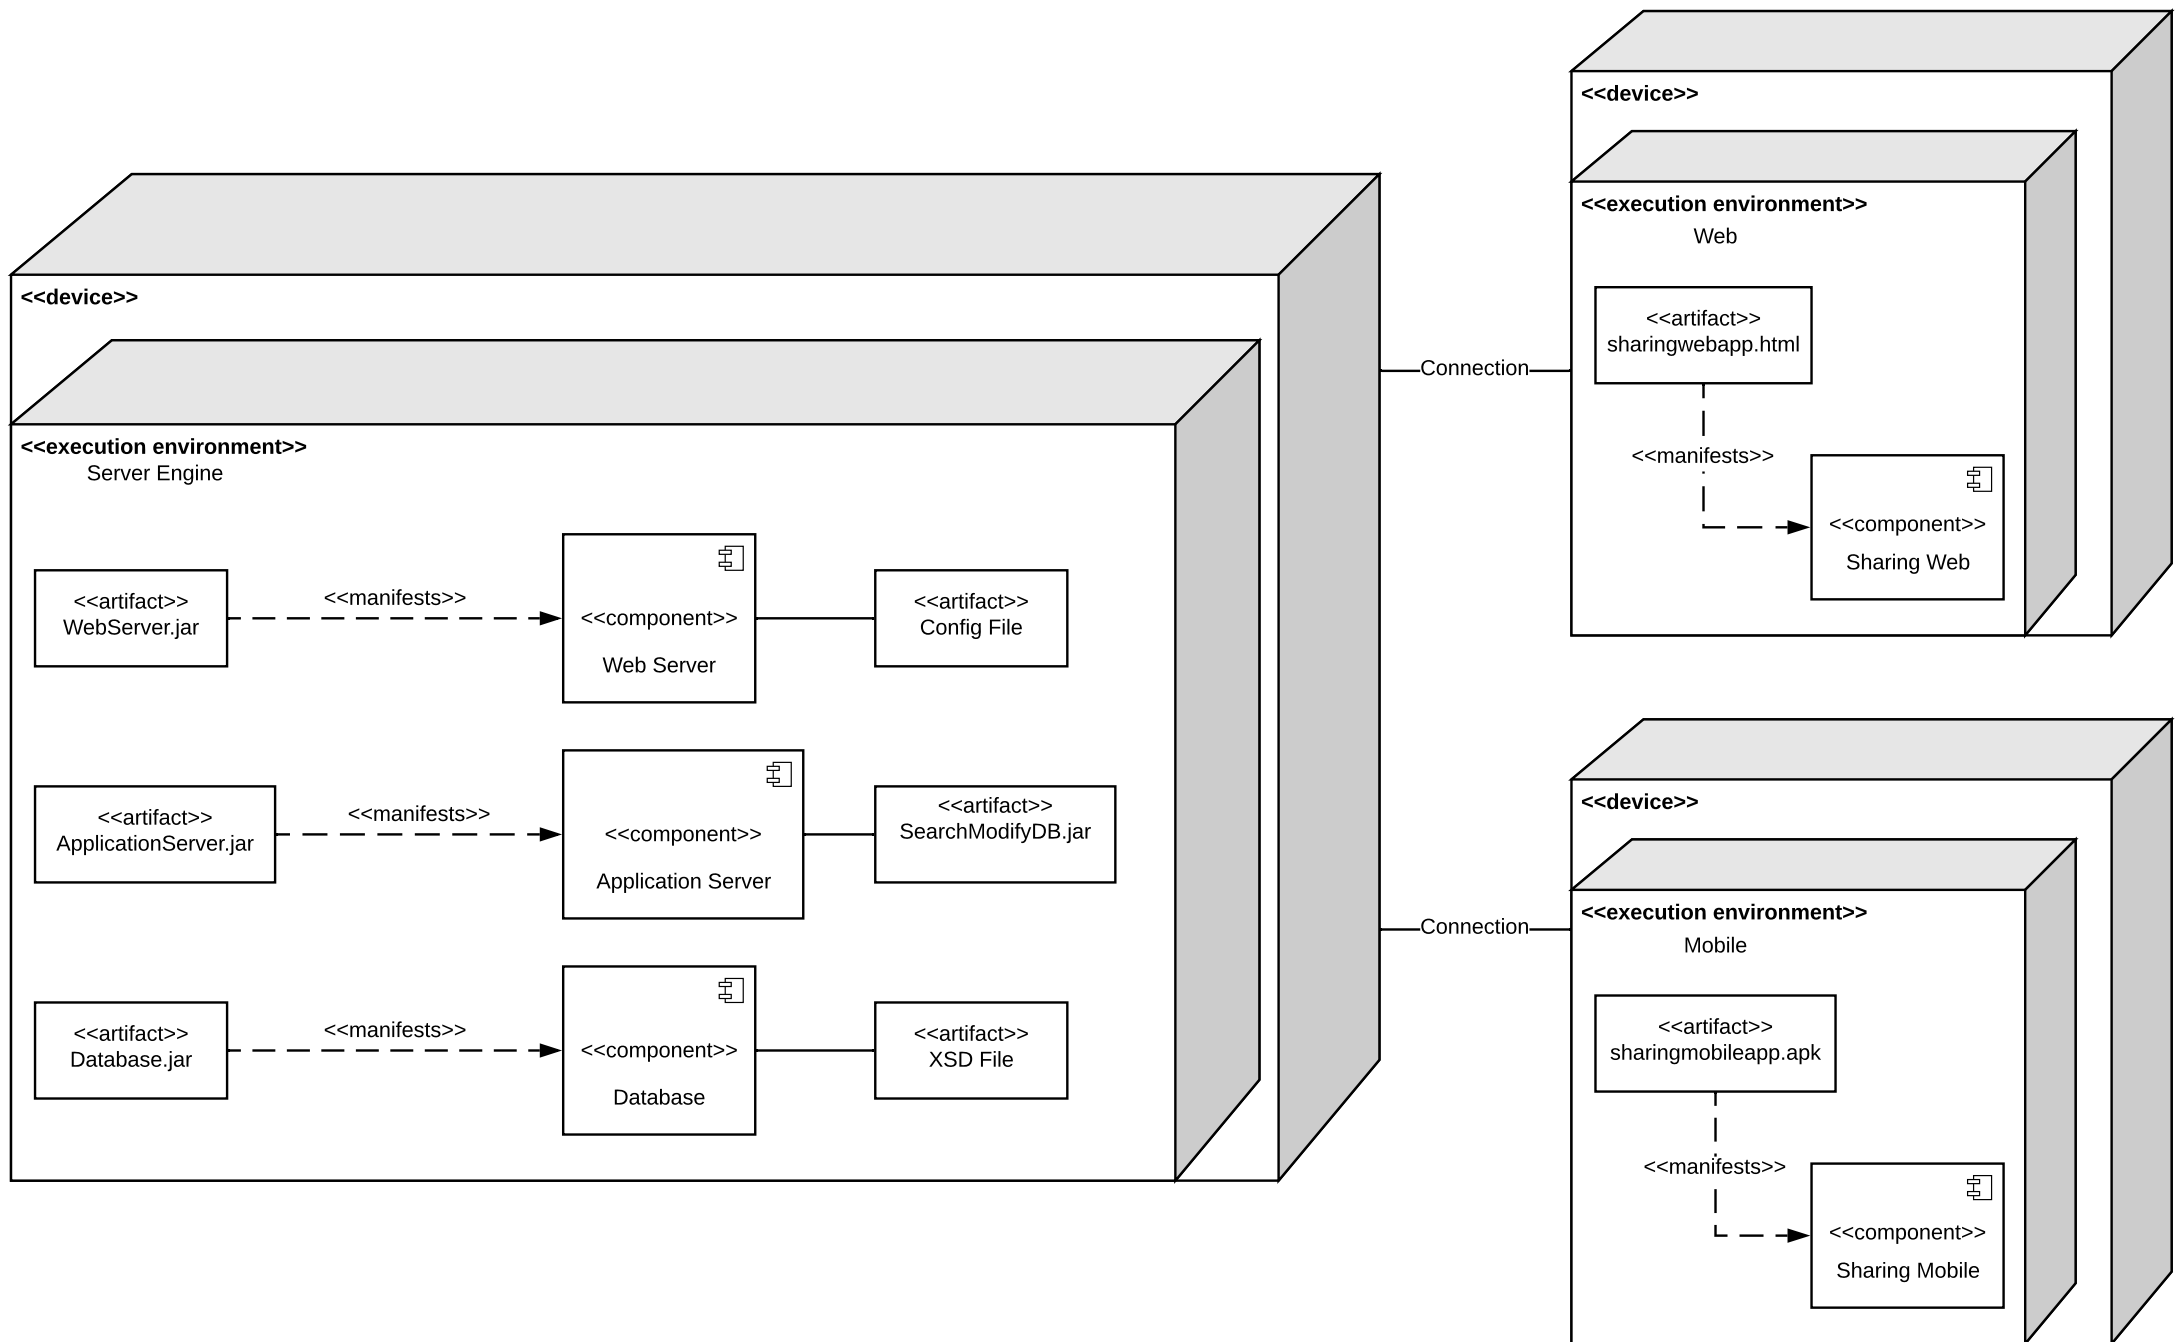 <<device>>
<<execution environment>>
Server Engine
<<artifact>>
WebServer.jar
<<manifests>>
<<component>>
Web Server
<<artifact>>
Config File
<<artifact>>
ApplicationServer.jar
<<manifests>>
<<component>>
Application Server
<<artifact>>
SearchModifyDB.jar
<<artifact>>
Database.jar
<<manifests>>
<<component>>
Database
<<artifact>>
XSD File
Connection
Connection
<<device>>
<<execution environment>>
Web
<<artifact>>
sharingwebapp.html
<<manifests>>
<<component>>
Sharing Web
<<device>>
<<execution environment>>
Mobile
<<artifact>>
sharingmobileapp.apk
<<manifests>>
<<component>>
Sharing Mobile